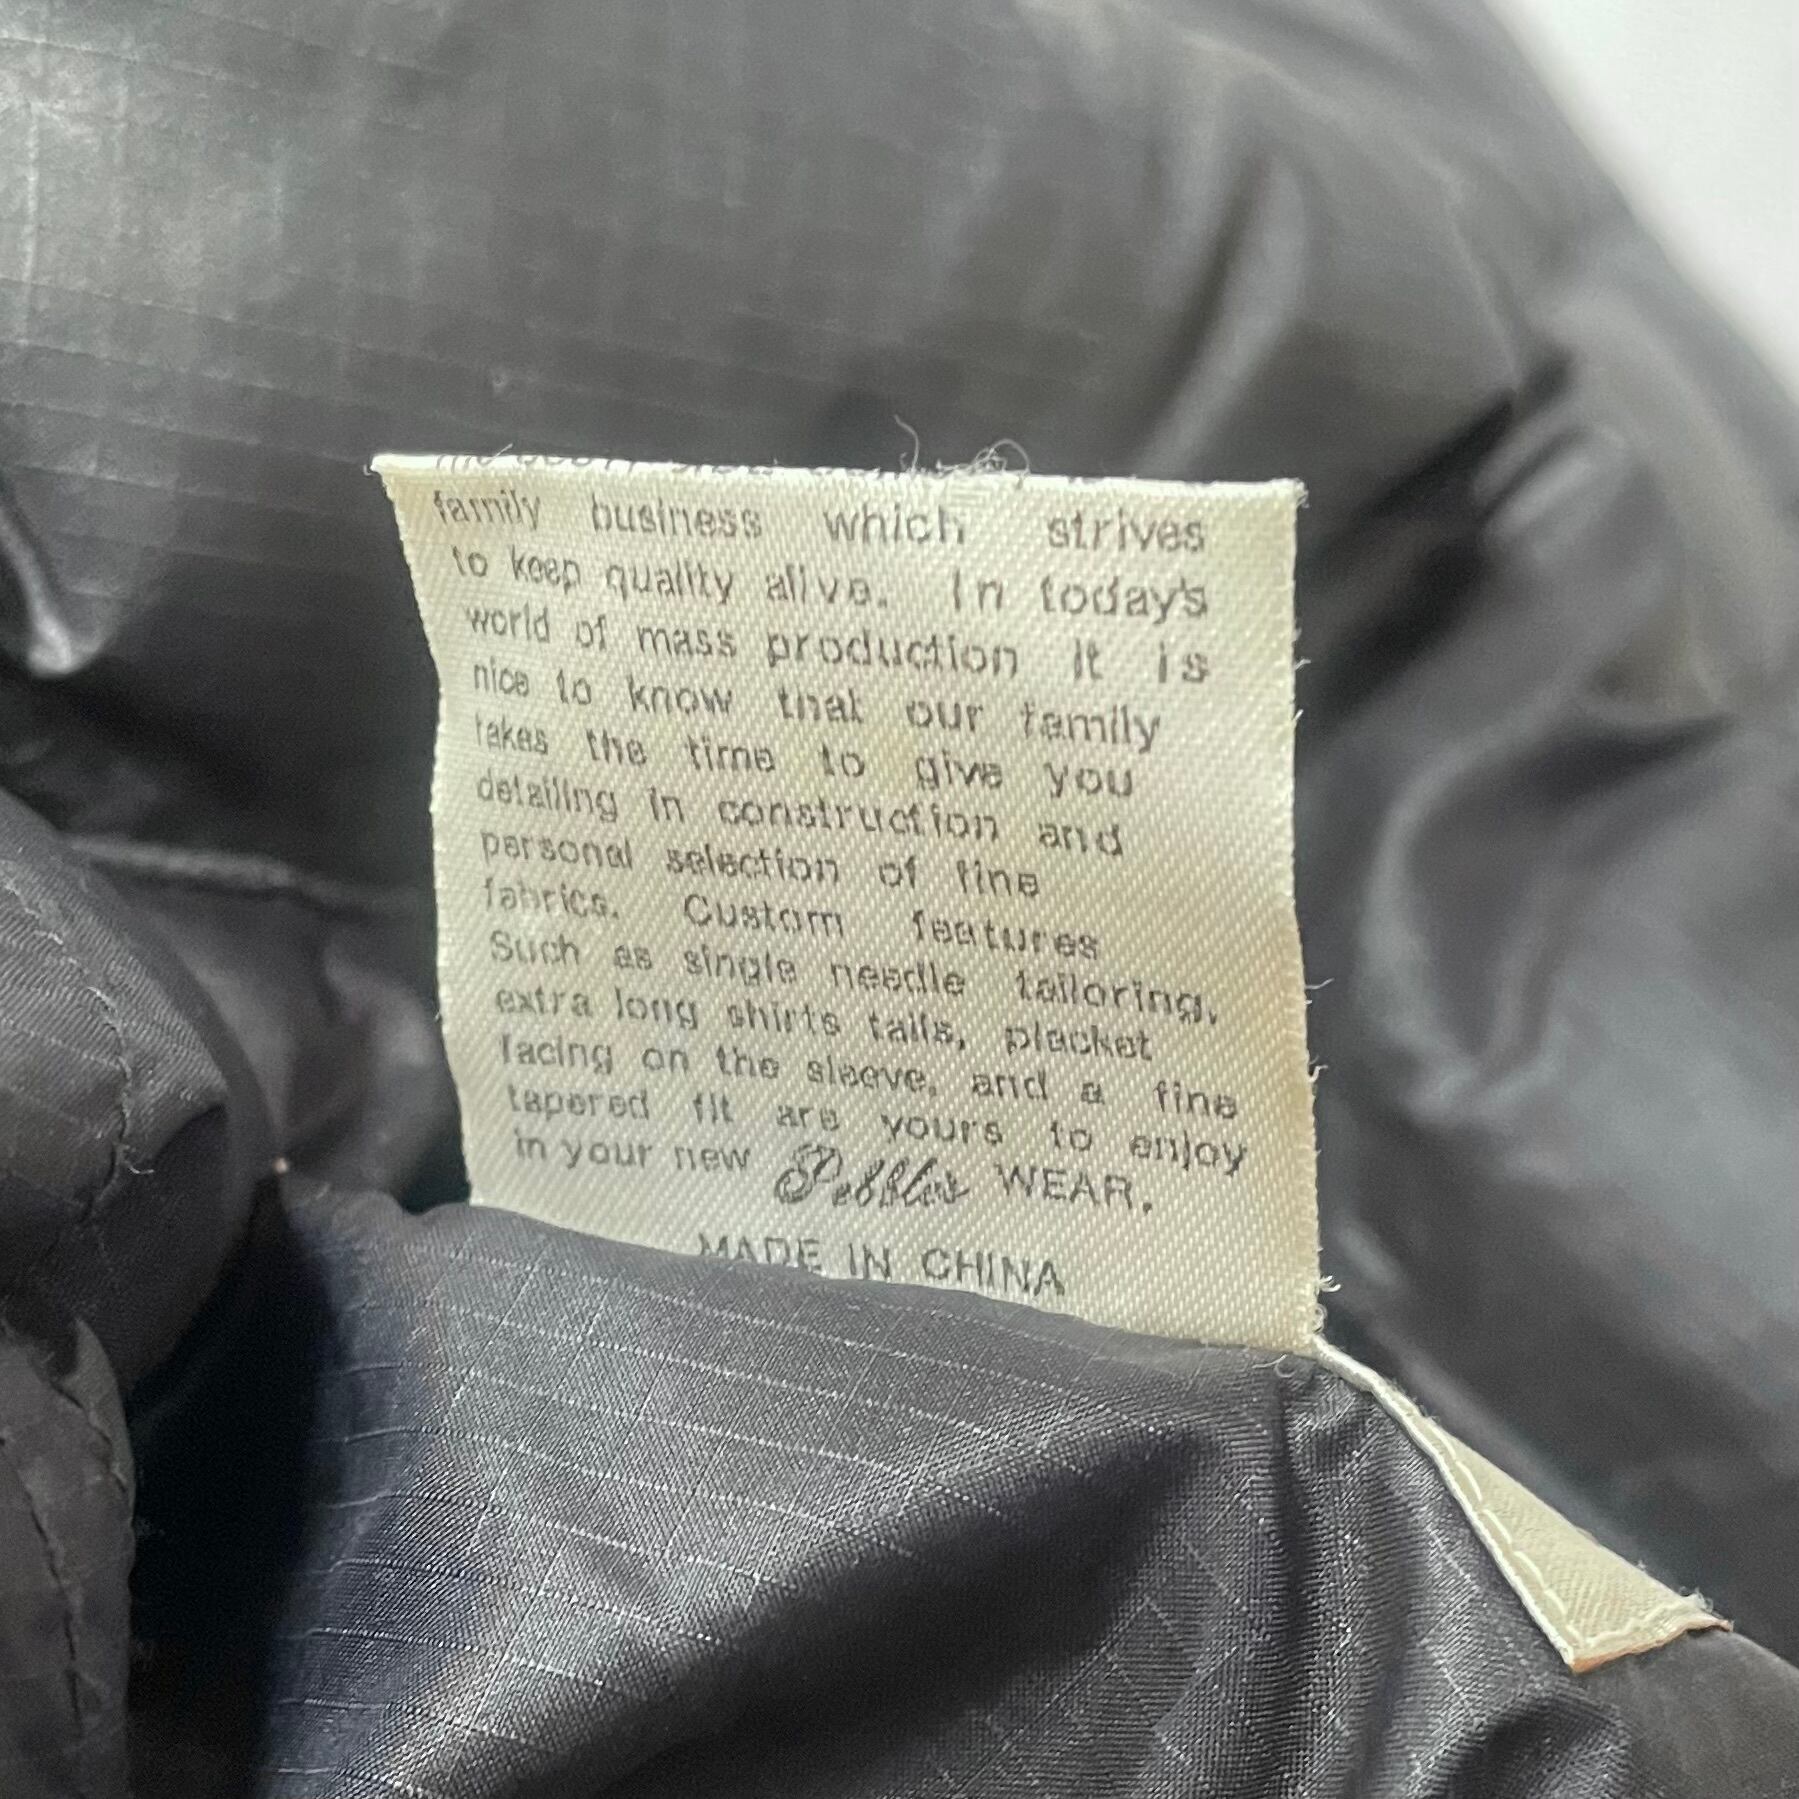 family business which strives
to keep quality alive. In today's
world of mass production it is
nice to know that our family
takes the time to give you
detailing in construction and
personal selection of fine
fabrics. Custom features
Such as single needle tailoring,
extra long shirts tails, placket
facing on the sleeve, and a fine
tapered fit are yours to enjoy
in your new Pebbles WEAR.
MADE IN CHINA